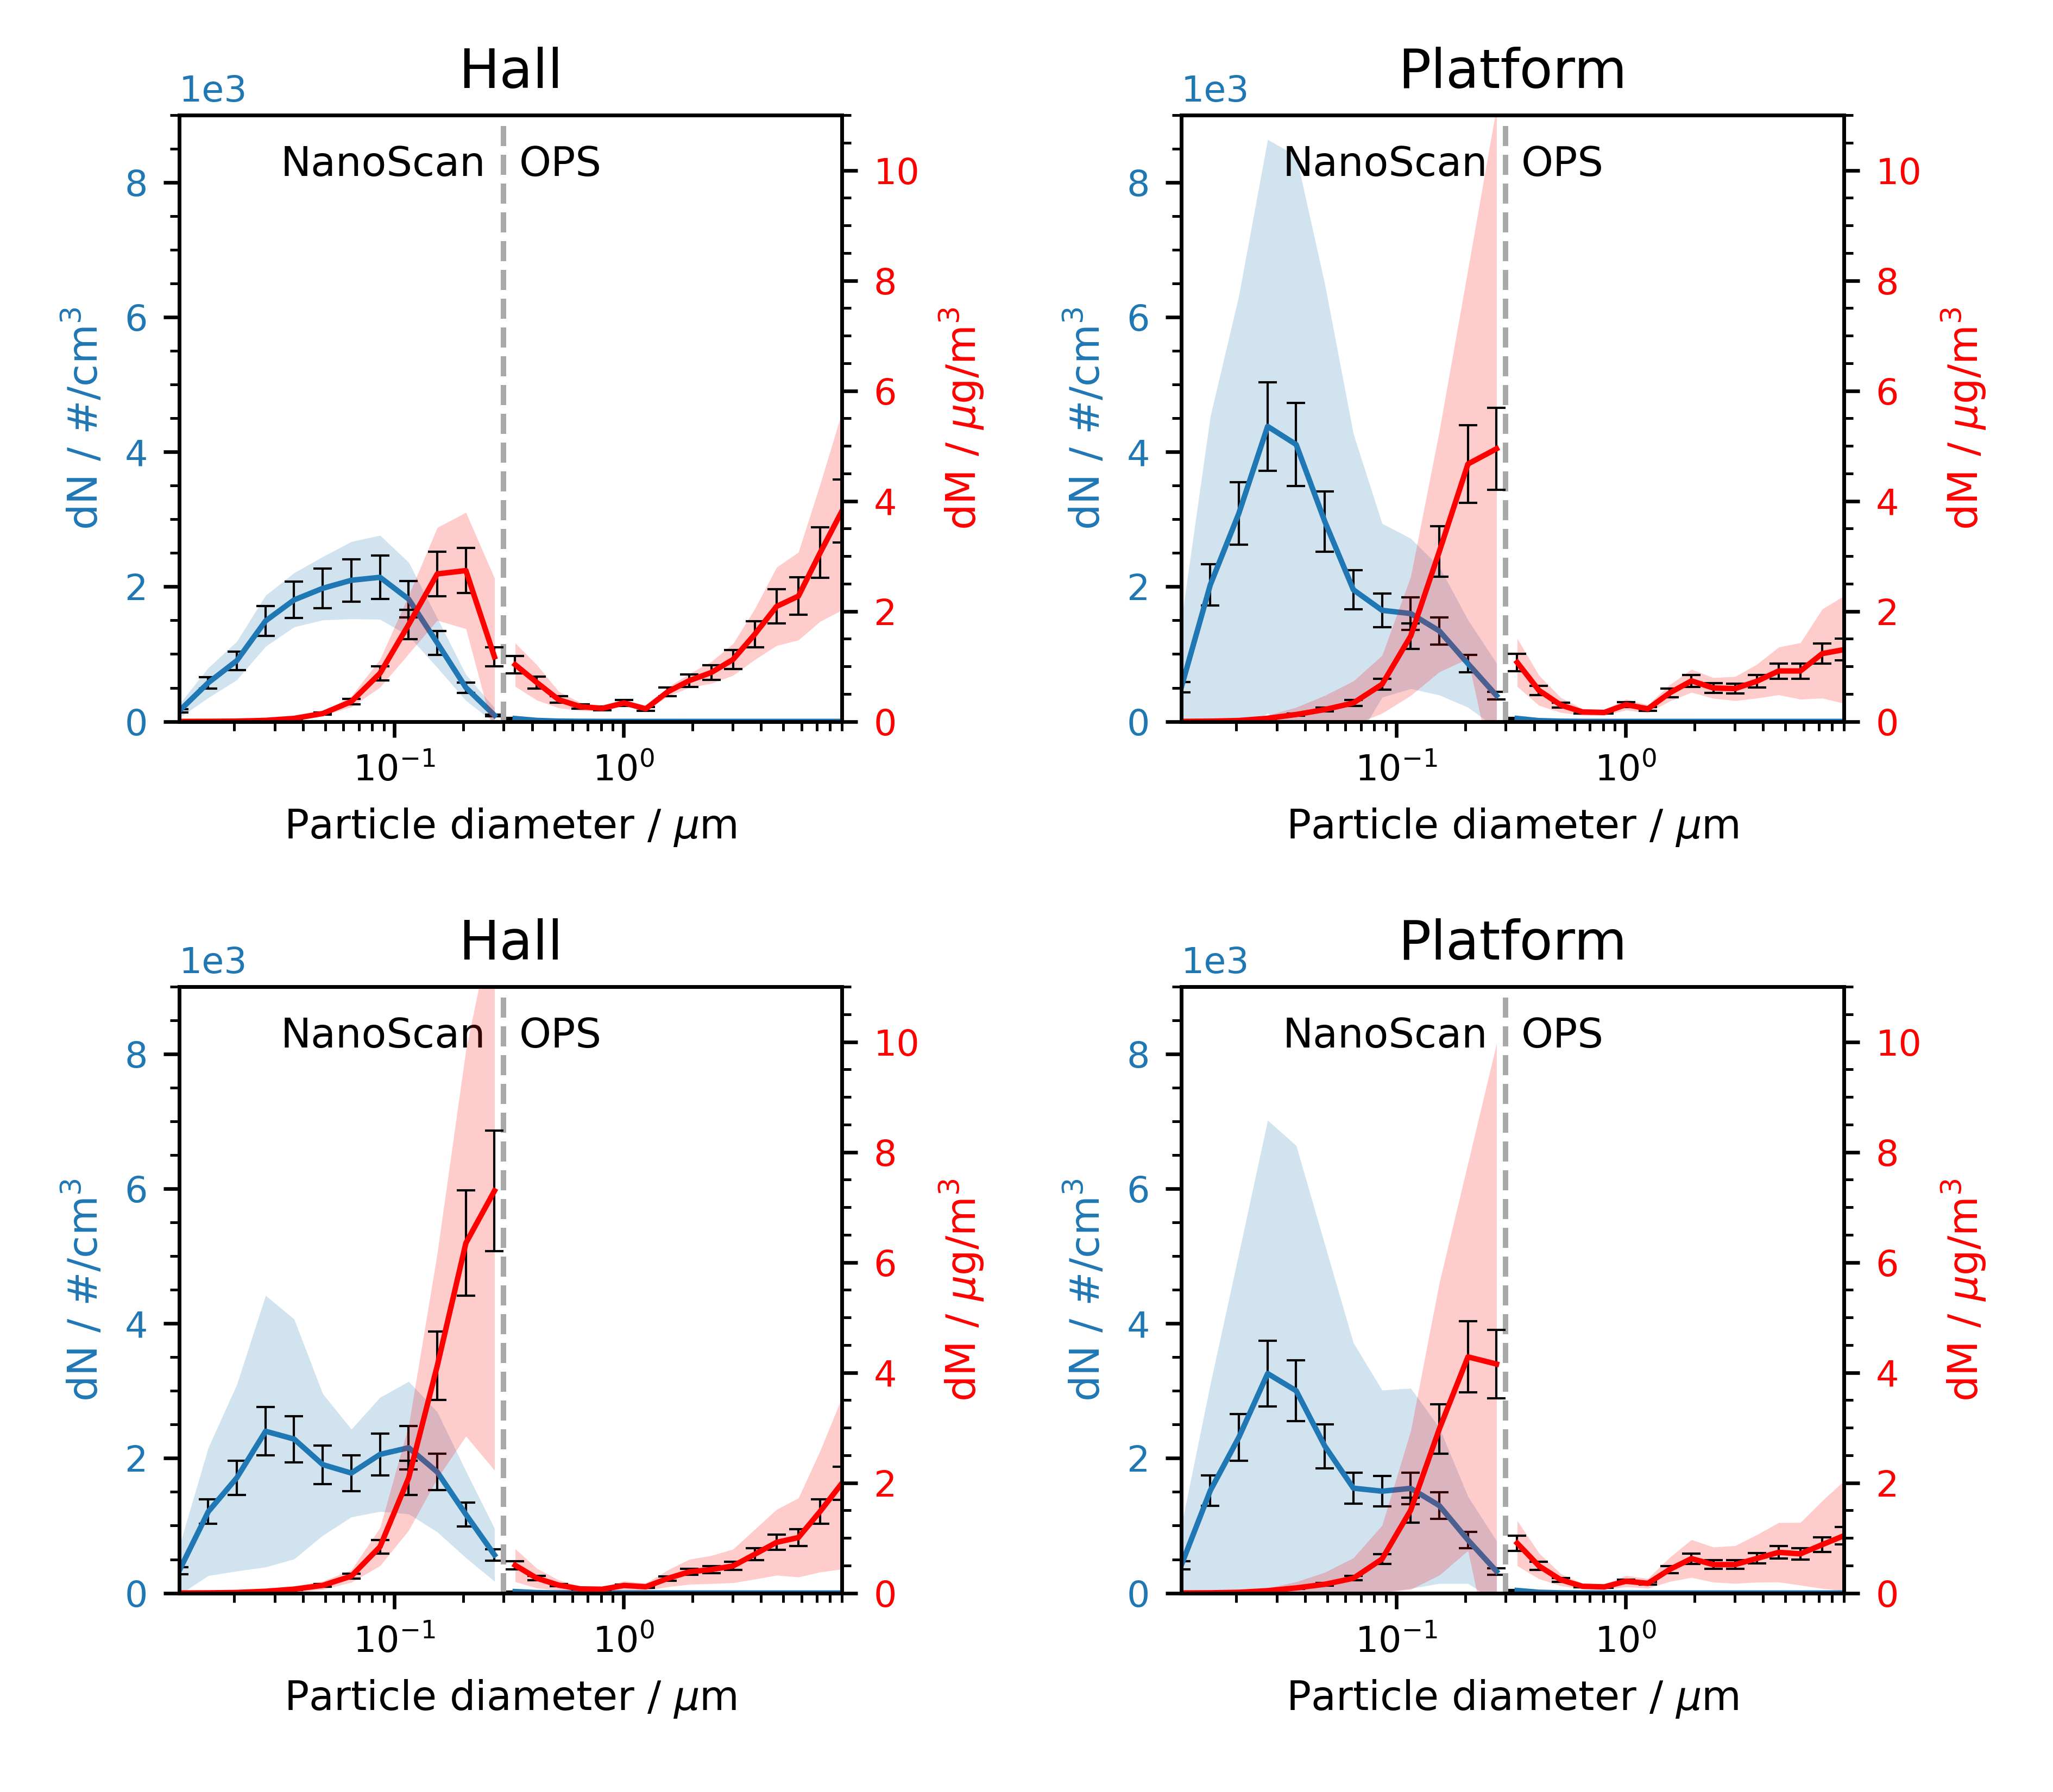 Hall
1e3
NanoScan OPS
8
6
4
2
0
10
8
6
4
2
0
dN / #/cm³
dM / µg/m³
10⁻¹ 10⁰
Particle diameter / µm
Platform
1e3
NanoScan OPS
8
6
4
2
0
10
8
6
4
2
0
dN / #/cm³
dM / µg/m³
10⁻¹ 10⁰
Particle diameter / µm
Hall
1e3
NanoScan OPS
8
6
4
2
0
10
8
6
4
2
0
dN / #/cm³
dM / µg/m³
10⁻¹ 10⁰
Particle diameter / µm
Platform
1e3
NanoScan OPS
8
6
4
2
0
10
8
6
4
2
0
dN / #/cm³
dM / µg/m³
10⁻¹ 10⁰
Particle diameter / µm